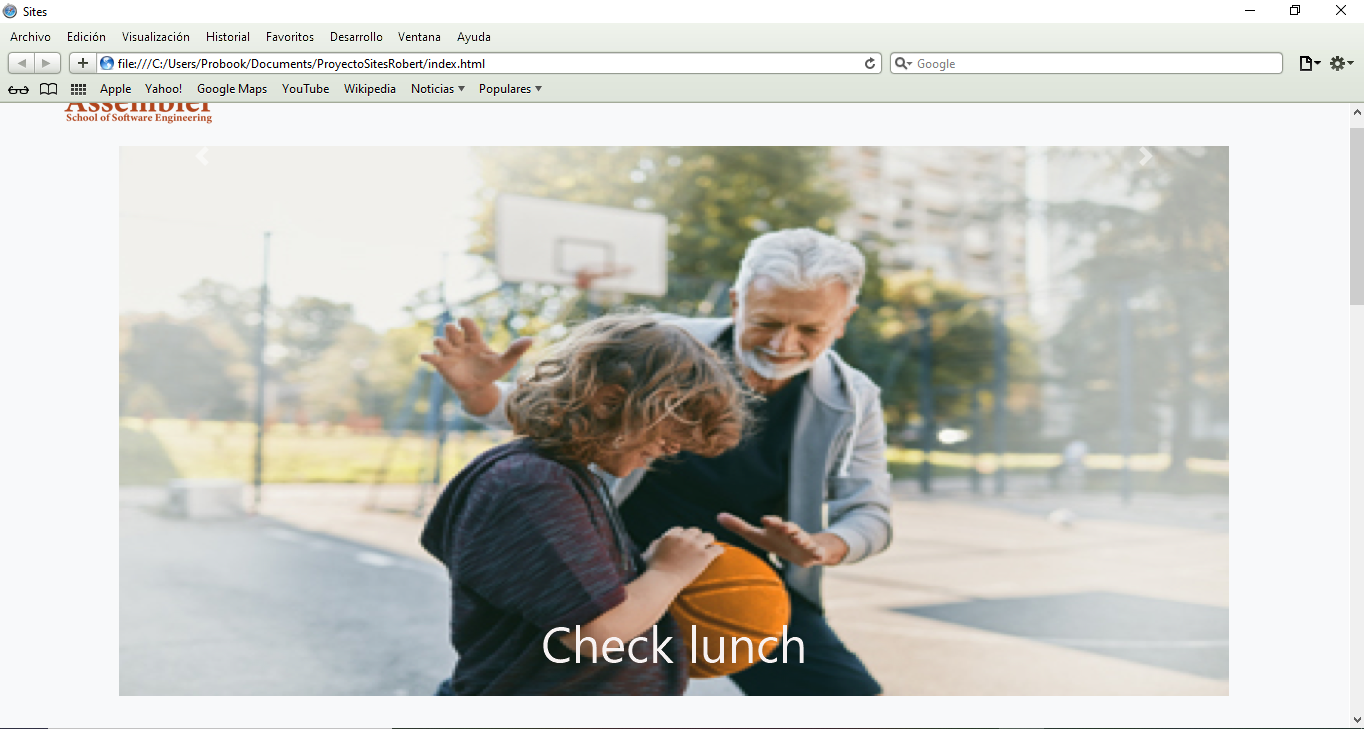 Sites
Archivo Edición Visualización Historial Favoritos Desarrollo Ventana Ayuda
file:///C:/Users/Probook/Documents/ProyectoSitesRobert/index.html Google
Apple Yahoo! Google Maps YouTube Wikipedia Noticias Populares
Assembler
School of Software Engineering
Check lunch